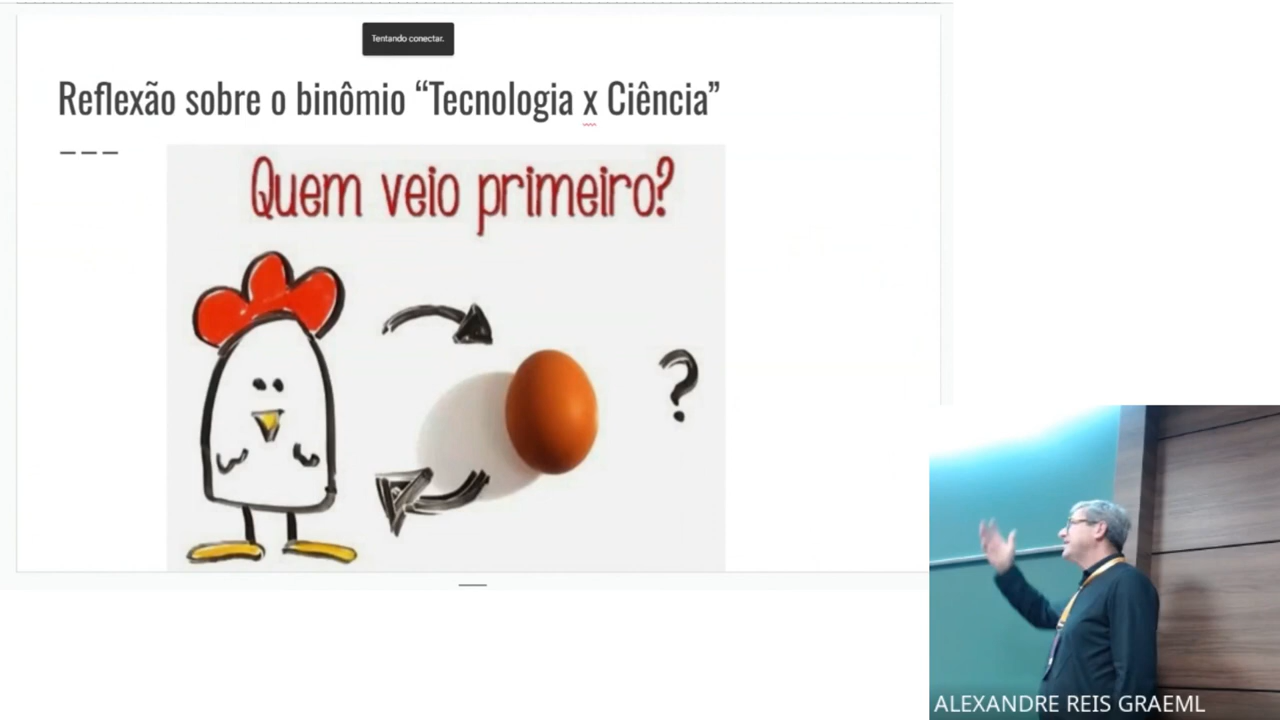 Tentando conectar.
Reflexão sobre o binômio “Tecnologia x Ciência”
Quem veio primeiro?
?
ALEXANDRE REIS GRAEML